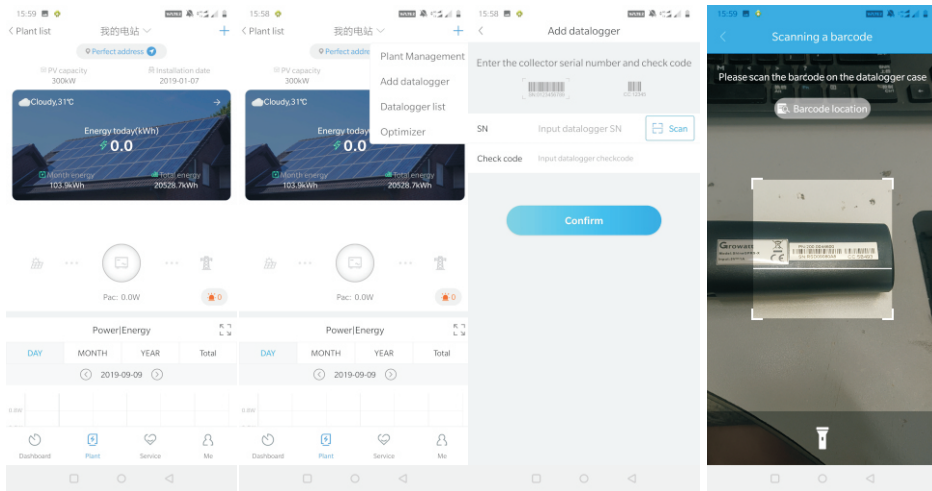 15:59
Plant list
我的电站
+
Perfect address
PV capacity
300kW
Installation date
2019-01-07
Cloudy,31℃
Energy today(kWh)
0.0
Month energy
103.9kWh
Total energy
20528.7kWh
Pac: 0.0W
0
Power|Energy
DAY MONTH YEAR Total
2019-09-09
Dashboard Plant Service Me
15:58
Plant list
我的电站
+
Perfect addre
Plant Management
Add datalogger
Datalogger list
Optimizer
PV capacity
300kW
Cloudy,31℃
Energy today(kWh)
0.0
Month energy
103.9kWh
Total energy
20528.7kWh
Pac: 0.0W
0
Power|Energy
DAY MONTH YEAR Total
2019-09-09
Dashboard Plant Service Me
15:58
Add datalogger
Enter the collector serial number and check code
CC: 12345
SN Input datalogger SN Scan
Check code Input datalogger checkcode
Confirm
15:59
Scanning a barcode
Please scan the barcode on the datalogger case
Barcode location
Growatt